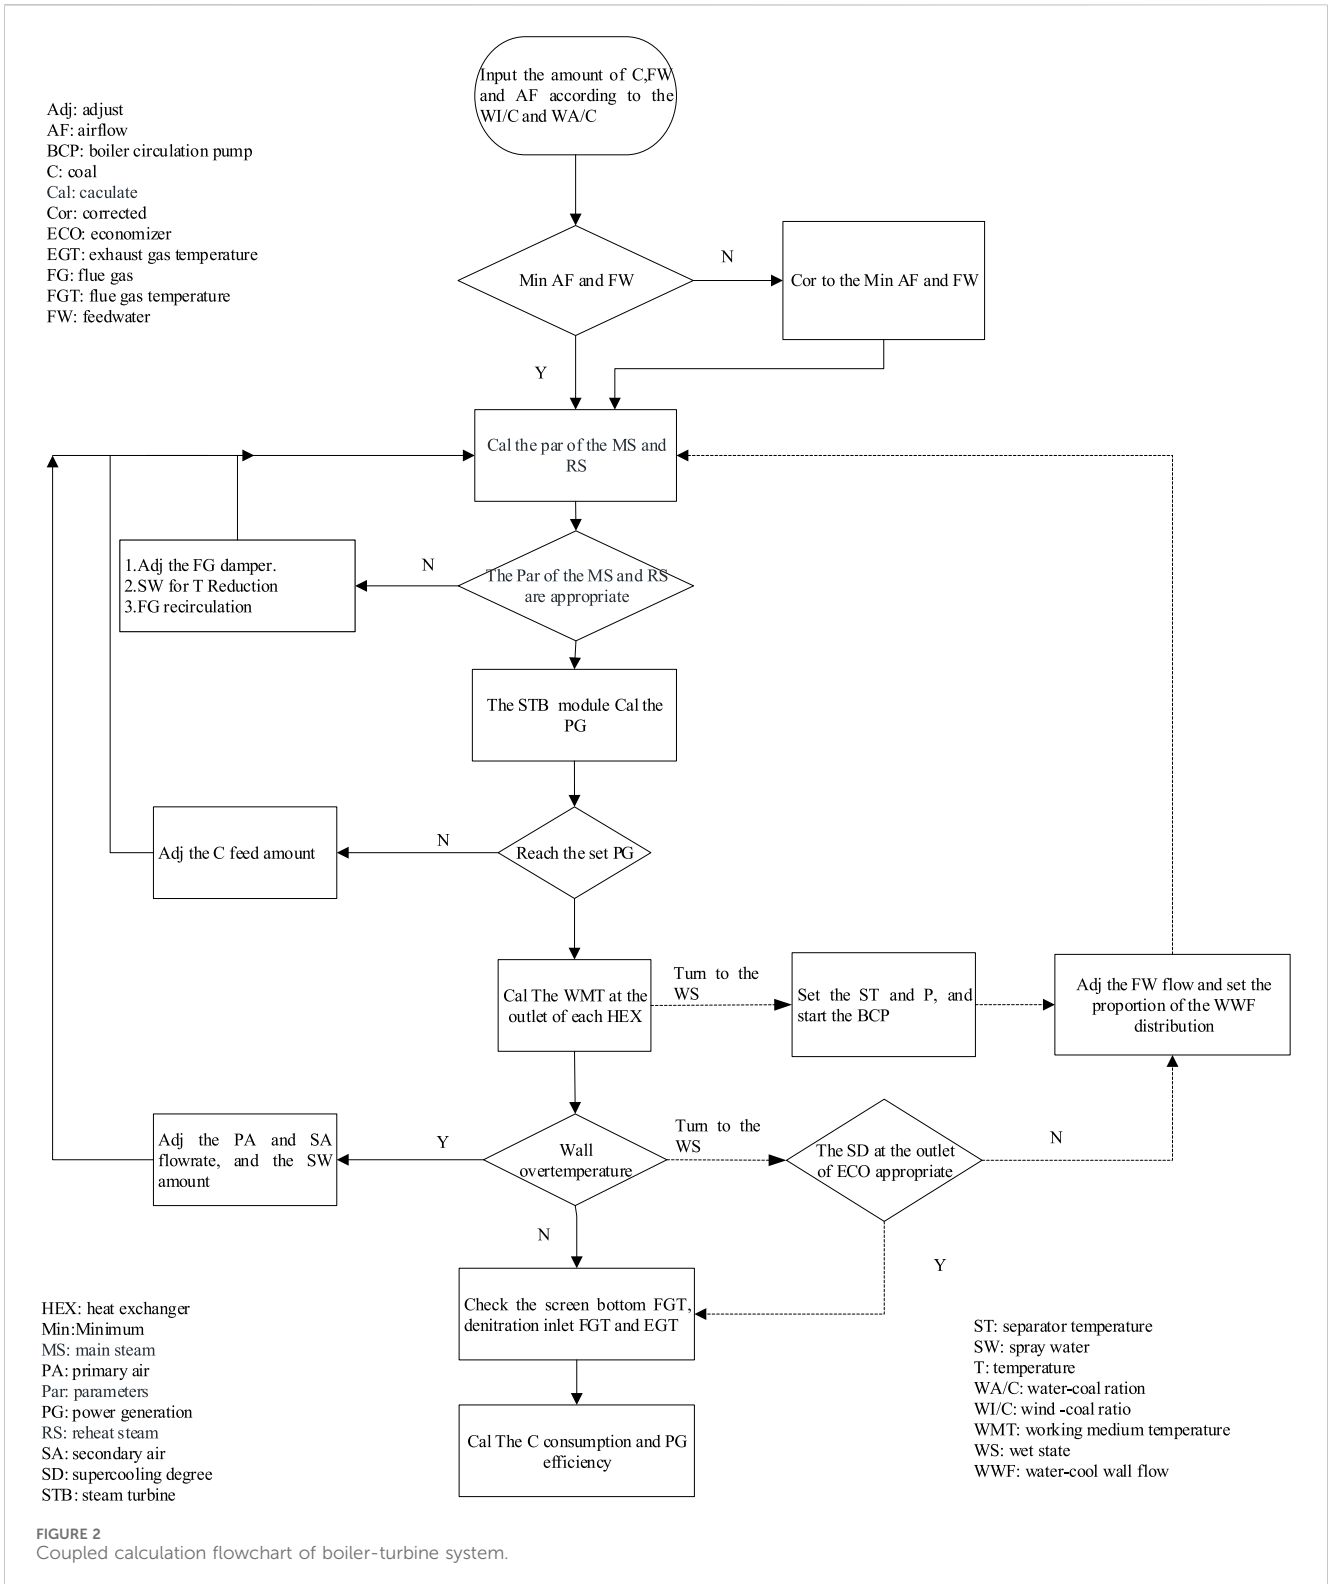 Input the amount of C,FW
and AF according to the
WI/C and WA/C
Adj: adjust
AF: airflow
BCP: boiler circulation pump
C: coal
Cal: caculate
Cor: corrected
ECO: economizer
EGT: exhaust gas temperature
FG: flue gas
FGT: flue gas temperature
FW: feedwater
Min AF and FW
N
Cor to the Min AF and FW
Y
Cal the par of the MS and
RS
The Par of the MS and RS
are appropriate
N
1.Adj the FG damper.
2.SW for T Reduction
3.FG recirculation
The STB module Cal the
PG
Reach the set PG
N
Adj the C feed amount
Cal The WMT at the
outlet of each HEX
Turn to the
WS
Set the ST and P, and
start the BCP
Adj the FW flow and set the
proportion of the WWF
distribution
Wall
overtemperature
Y
Adj the PA and SA
flowrate, and the SW
amount
Turn to the
WS
The SD at the outlet
of ECO appropriate
N
N
Y
Check the screen bottom FGT,
denitration inlet FGT and EGT
Cal The C consumption and PG
efficiency
HEX: heat exchanger
Min:Minimum
MS: main steam
PA: primary air
Par: parameters
PG: power generation
RS: reheat steam
SA: secondary air
SD: supercooling degree
STB: steam turbine
ST: separator temperature
SW: spray water
T: temperature
WA/C: water-coal ration
WI/C: wind -coal ratio
WMT: working medium temperature
WS: wet state
WWF: water-cool wall flow
FIGURE 2
Coupled calculation flowchart of boiler-turbine system.